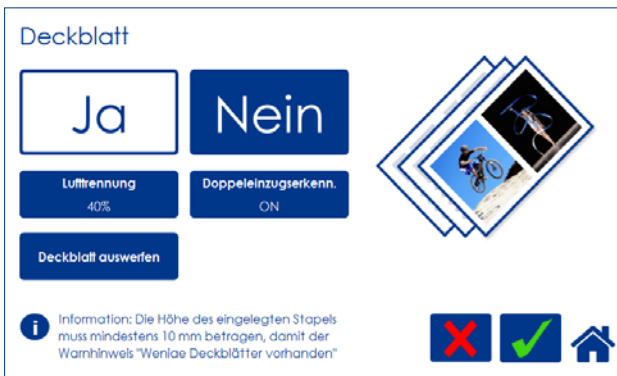 Deckblatt
Ja
Nein
Lufttrennung
40%
Doppeleinzugserkenn.
ON
Deckblatt auswerfen
i
Information: Die Höhe des eingelegten Stapels
muss mindestens 10 mm betragen, damit der
Warnhinweis "Wenige Deckblätter vorhanden"